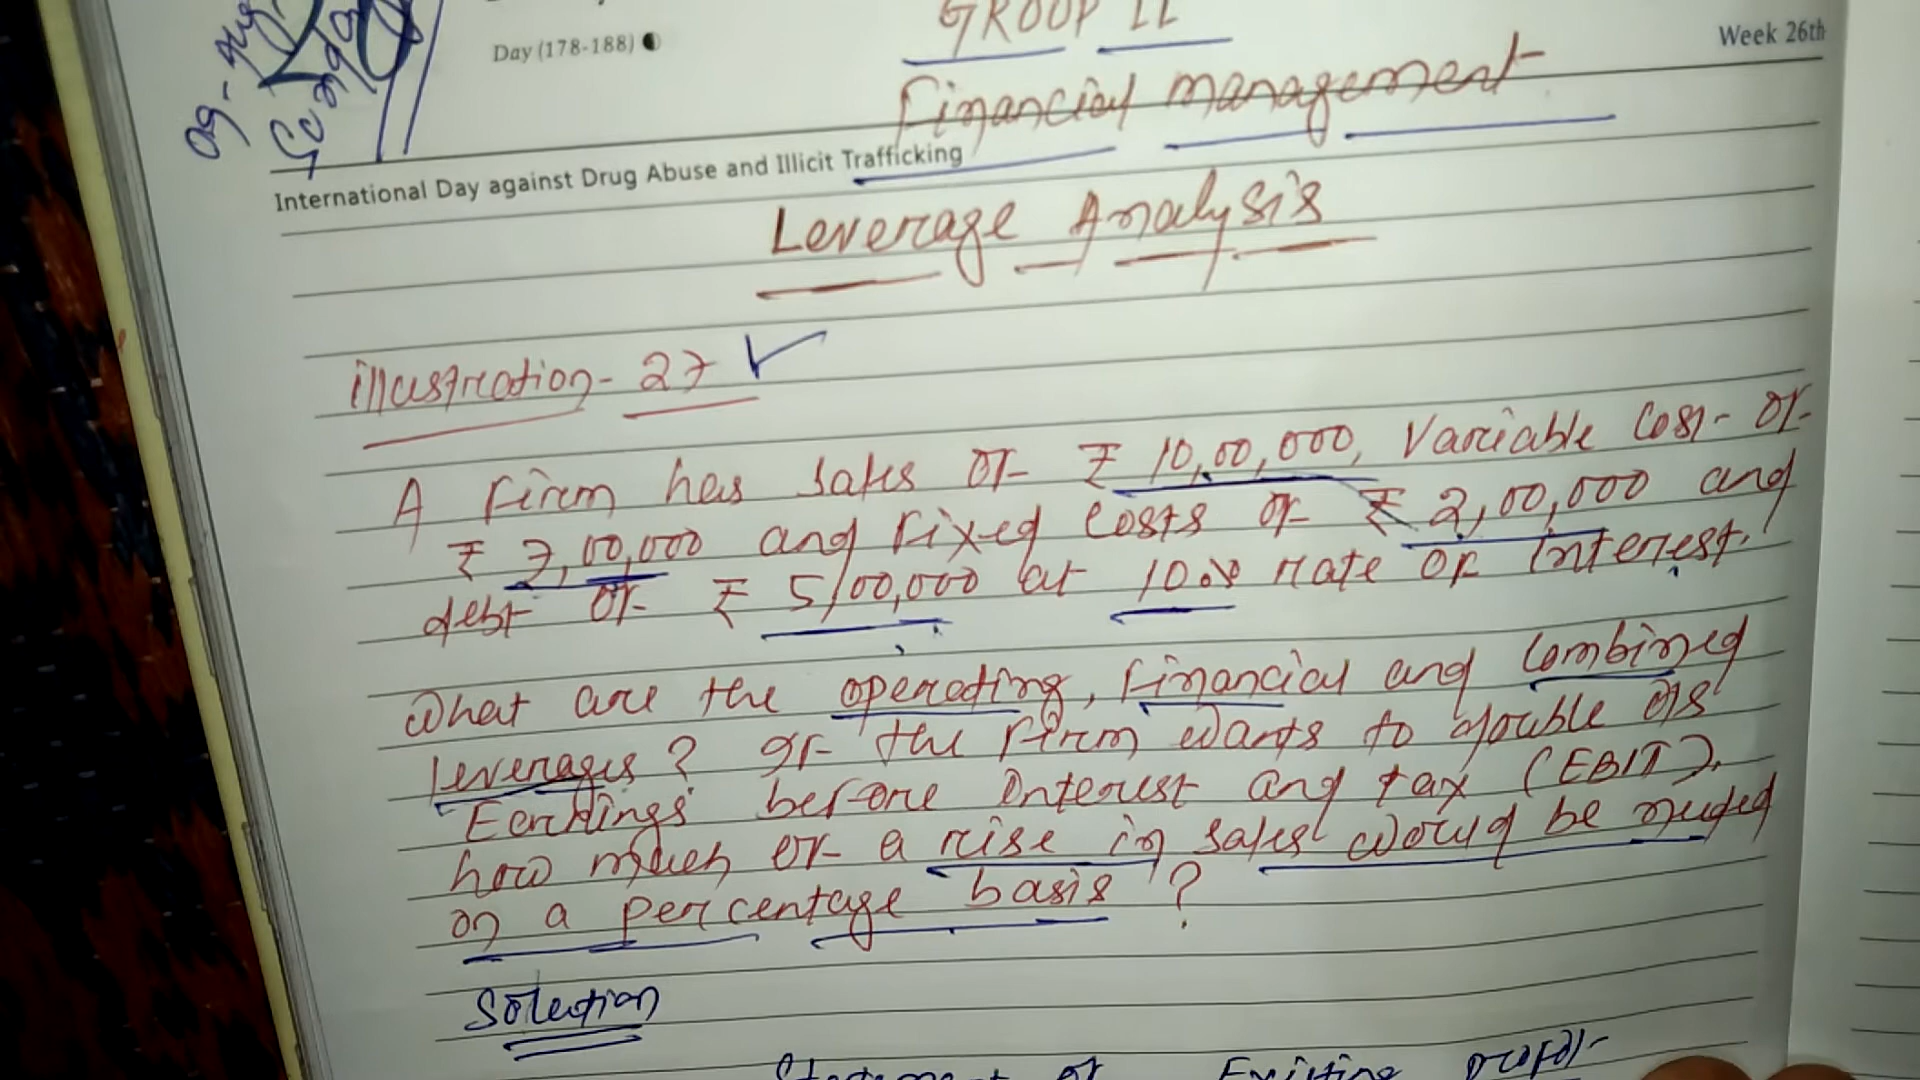 Day (178-188)
GROUP II
Week 26th
Financial management
International Day against Drug Abuse and Illicit Trafficking
Leverage Analysis
illustration - 27
A firm has sales of ₹ 10,00,000, Variable Cost of
₹ 7,00,000 and fixed costs of ₹ 2,00,000 and
debt of ₹ 5,00,000 at 10% rate of interest.
What are the operating, financial and combined
leverages? If the firm wants to double its
Earnings before interest and tax (EBIT),
how much of a rise in sales would be needed
on a percentage basis?
Solution
Statement of Existing profit